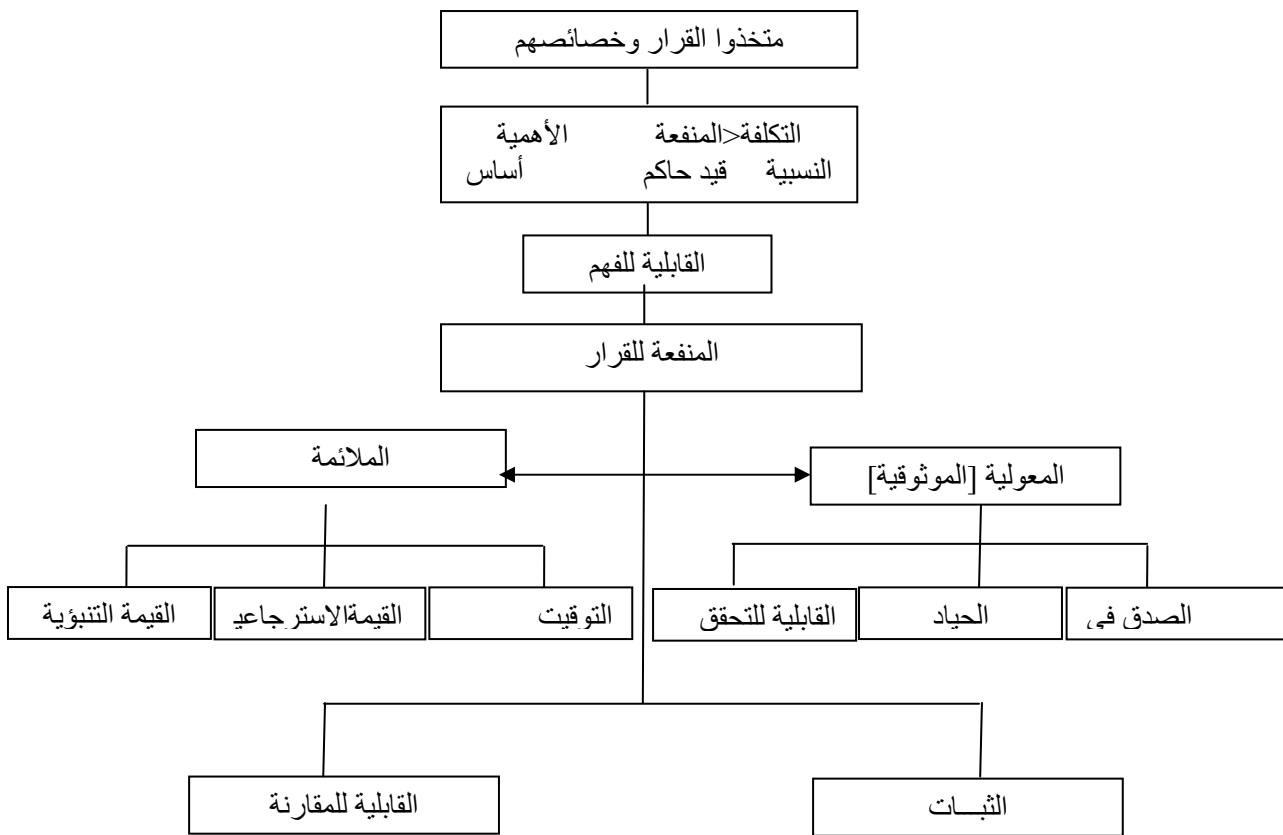 متخذوا القرار وخصائصهم
التكلفة<المنفعة الأهمية
النسبية قيد حاكم أساس
القابلية للفهم
المنفعة للقرار
المعولية [الموثوقية]
الملائمة
الصدق في
الحياد
القابلية للتحقق
التوقيت
القيمةالاسترجاعي
القيمة التنبؤية
الثبـــات
القابلية للمقارنة